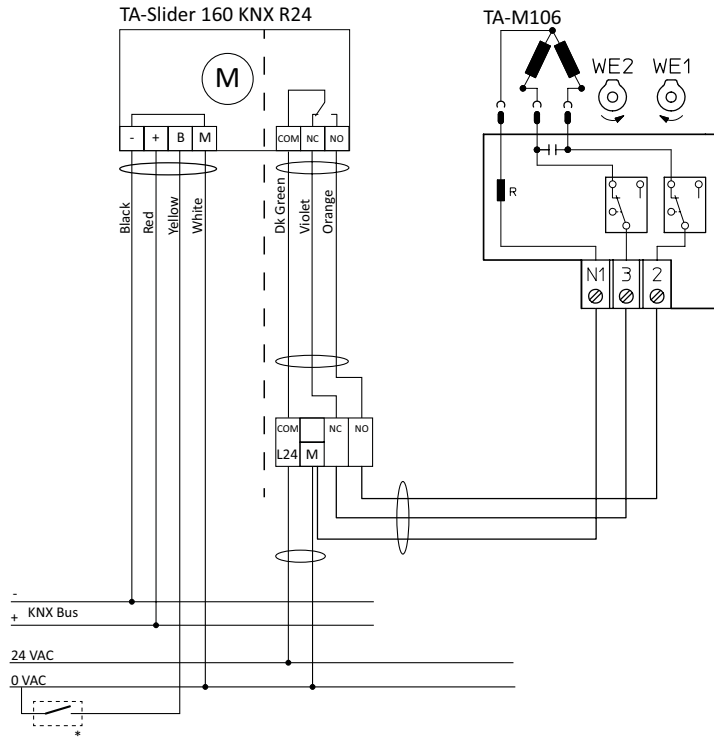 TA-Slider 160 KNX R24
TA-M106
WE2 WE1
M
- + B M
COM NC NO
R
Black
Red
Yellow
White
Dk Green
Violet
Orange
N1 3 2
COM NC NO
L24 M
-
+ KNX Bus
24 VAC
0 VAC
*